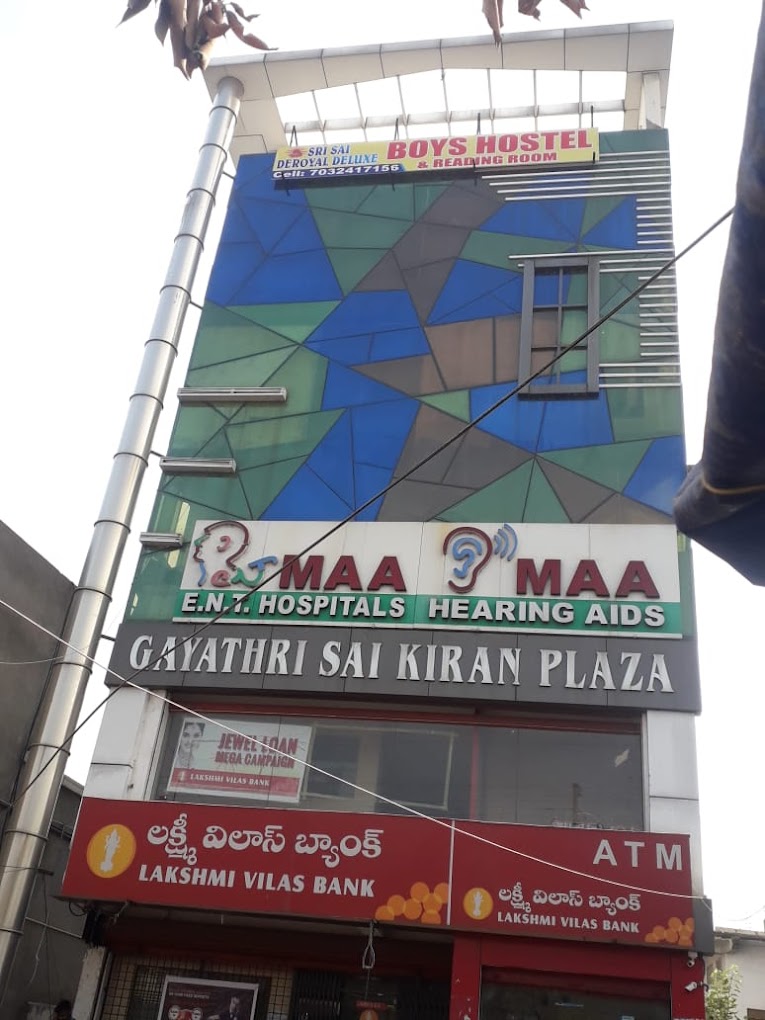 SRI SAI
DEROYAL DELUXE
Cell: 7032417156
BOYS HOSTEL
& READING ROOM
MAA
E.N.T. HOSPITALS
MAA
HEARING AIDS
GAYATHRI SAI KIRAN PLAZA
JEWEL LOAN
MEGA CAMPAIGN
LAKSHMI VILAS BANK
లక్ష్మీ విలాస్ బ్యాంక్
LAKSHMI VILAS BANK
ATM
లక్ష్మీ విలాస్ బ్యాంక్
LAKSHMI VILAS BANK